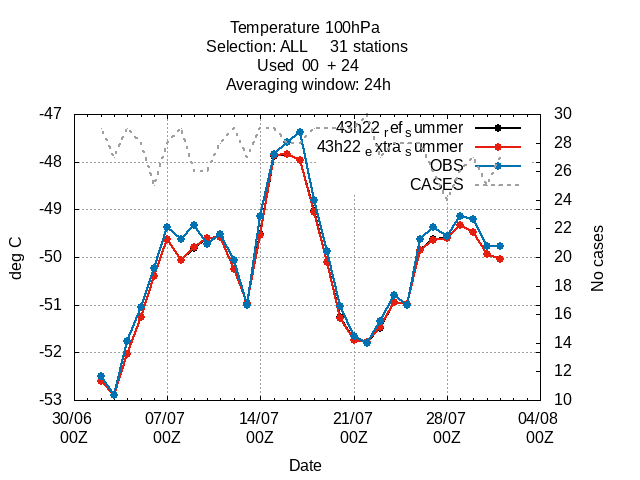 Temperature 100hPa
Selection: ALL 31 stations
Used 00 + 24
Averaging window: 24h
-47
-48
-49
-50
-51
-52
-53
30
28
26
24
22
20
18
16
14
12
10
43h22 ref summer
43h22 extra summer
OBS
CASES
deg C
No cases
30/06 07/07 14/07 21/07 28/07 04/08
00Z 00Z 00Z 00Z 00Z 00Z
Date